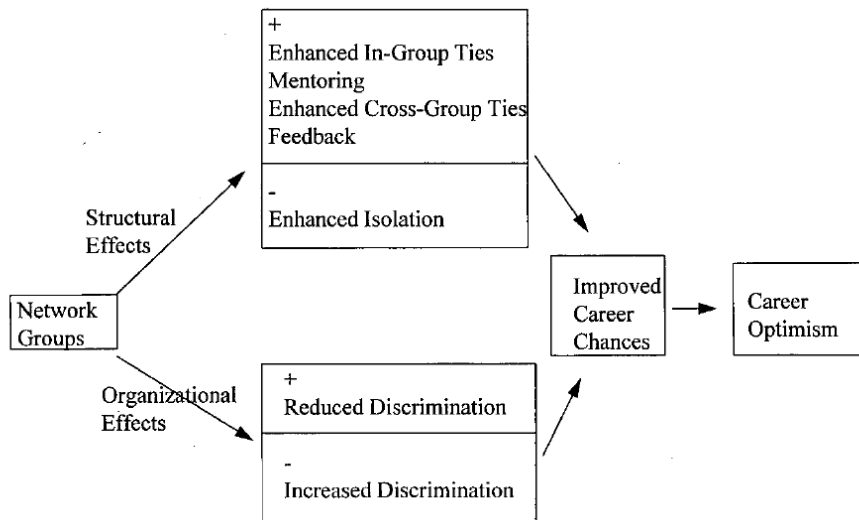 +
Enhanced In-Group Ties
Mentoring
Enhanced Cross-Group Ties
Feedback
-
Enhanced Isolation
Structural
Effects
Network
Groups
Improved
Career
Chances
Career
Optimism
Organizational
Effects
+
Reduced Discrimination
-
Increased Discrimination